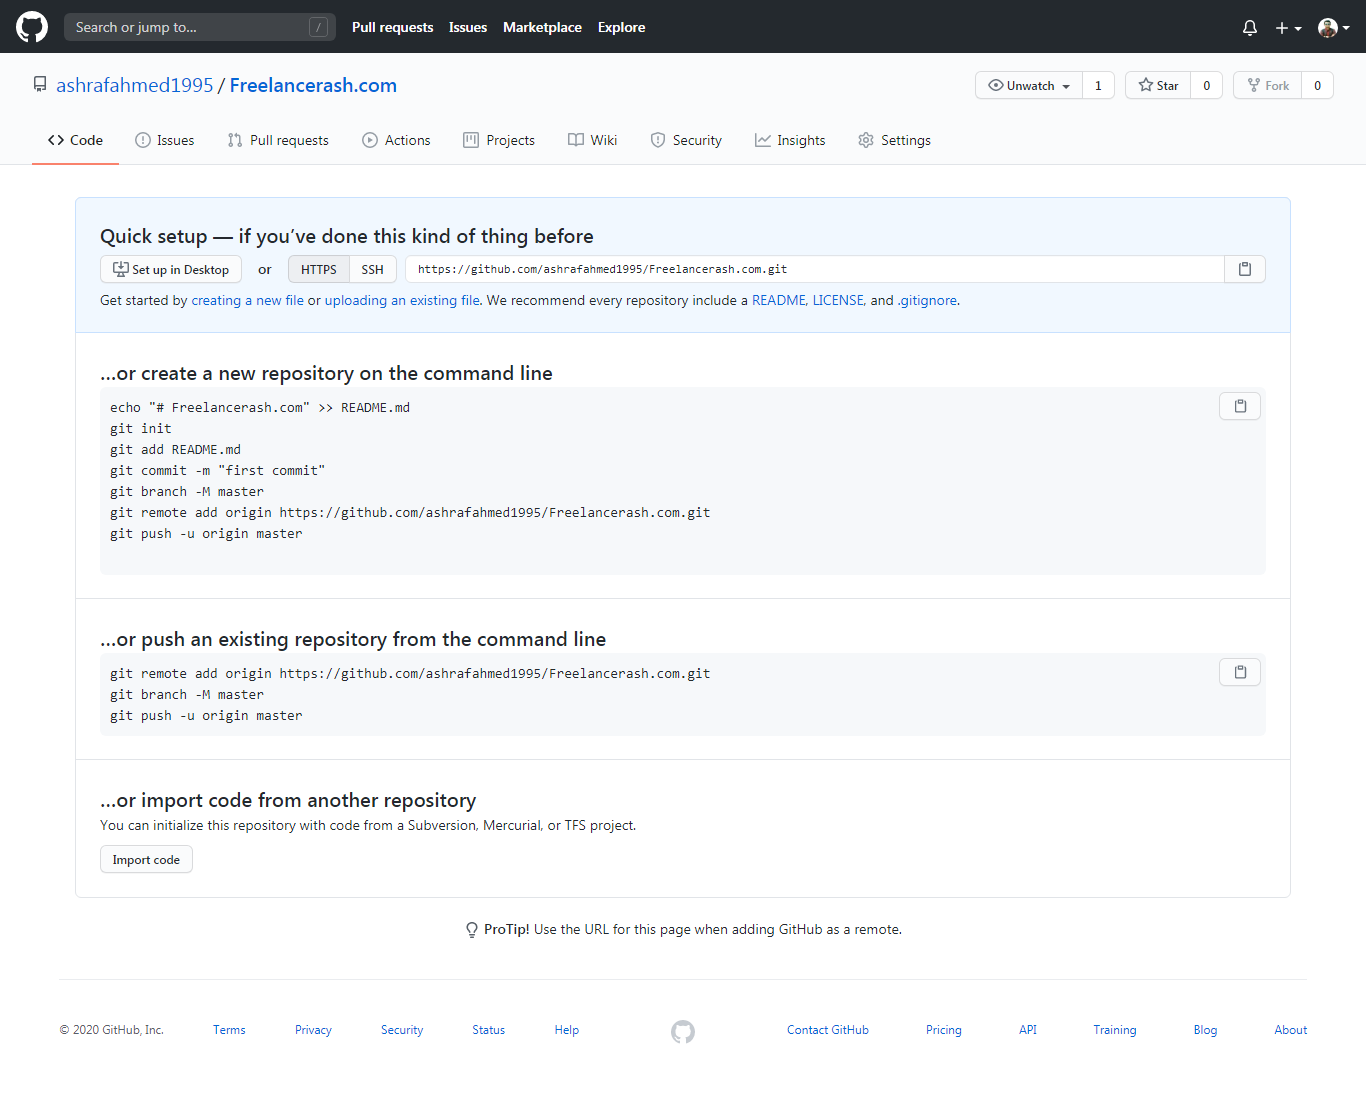 Search or jump to... /
Pull requests Issues Marketplace Explore
ashrafahmed1995 / Freelancerash.com
Unwatch 1 Star 0 Fork 0
Code Issues Pull requests Actions Projects Wiki Security Insights Settings
Quick setup — if you’ve done this kind of thing before
Set up in Desktop or HTTPS SSH https://github.com/ashrafahmed1995/Freelancerash.com.git
Get started by creating a new file or uploading an existing file. We recommend every repository include a README, LICENSE, and .gitignore.
…or create a new repository on the command line
echo "# Freelancerash.com" >> README.md
git init
git add README.md
git commit -m "first commit"
git branch -M master
git remote add origin https://github.com/ashrafahmed1995/Freelancerash.com.git
git push -u origin master
…or push an existing repository from the command line
git remote add origin https://github.com/ashrafahmed1995/Freelancerash.com.git
git branch -M master
git push -u origin master
…or import code from another repository
You can initialize this repository with code from a Subversion, Mercurial, or TFS project.
Import code
ProTip! Use the URL for this page when adding GitHub as a remote.
© 2020 GitHub, Inc. Terms Privacy Security Status Help Contact GitHub Pricing API Training Blog About